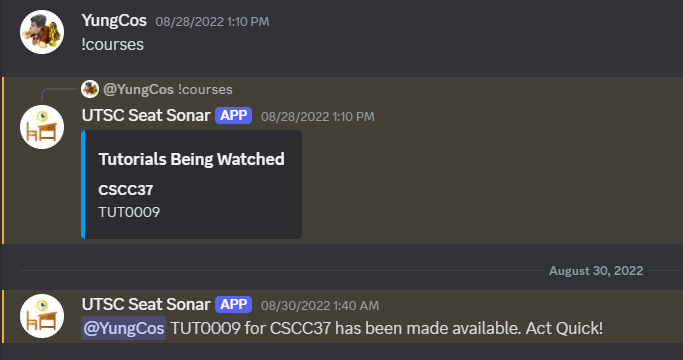 YungCos 08/28/2022 1:10 PM
!courses
@YungCos !courses
UTSC Seat Sonar APP 08/28/2022 1:10 PM
Tutorials Being Watched
CSCC37
TUT0009
August 30, 2022
UTSC Seat Sonar APP 08/30/2022 1:40 AM
@YungCos TUT0009 for CSCC37 has been made available. Act Quick!